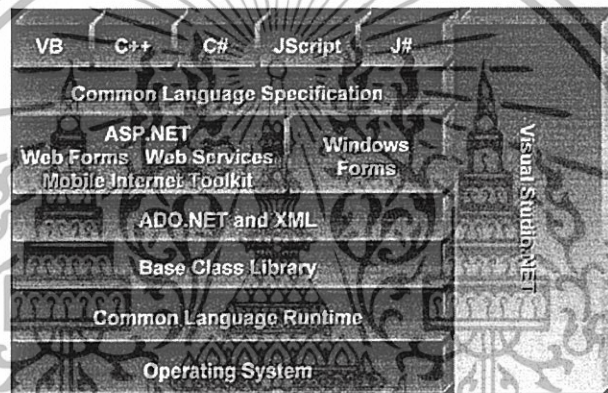 VB C++ C# JScript J#
Common Language Specification
ASP.NET
Web Forms Web Services
Mobile Internet Toolkit
Windows
Forms
ADO.NET and XML
Base Class Library
Common Language Runtime
Operating System
Visual Studio.NET